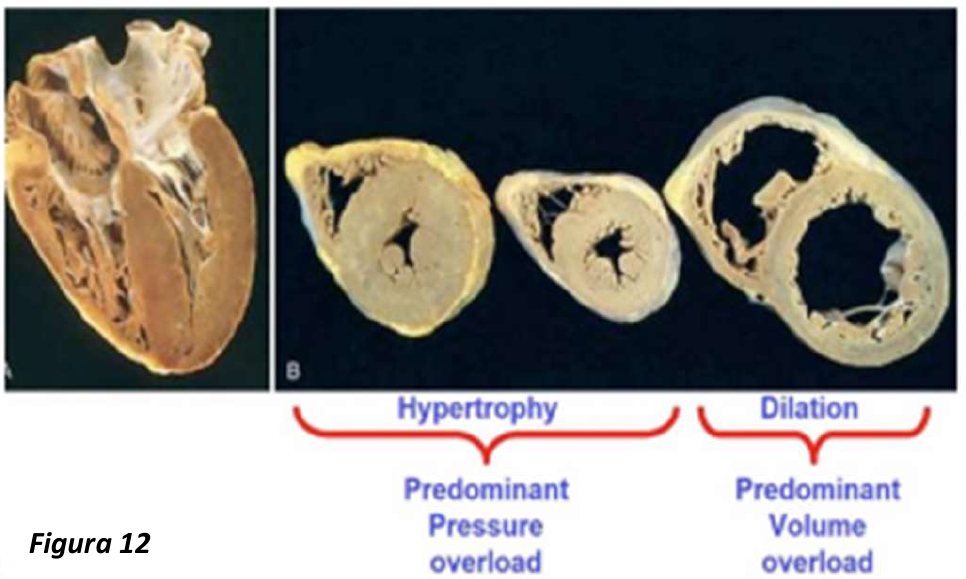 A
B
Hypertrophy
Dilation
Predominant
Pressure
overload
Predominant
Volume
overload
Figura 12